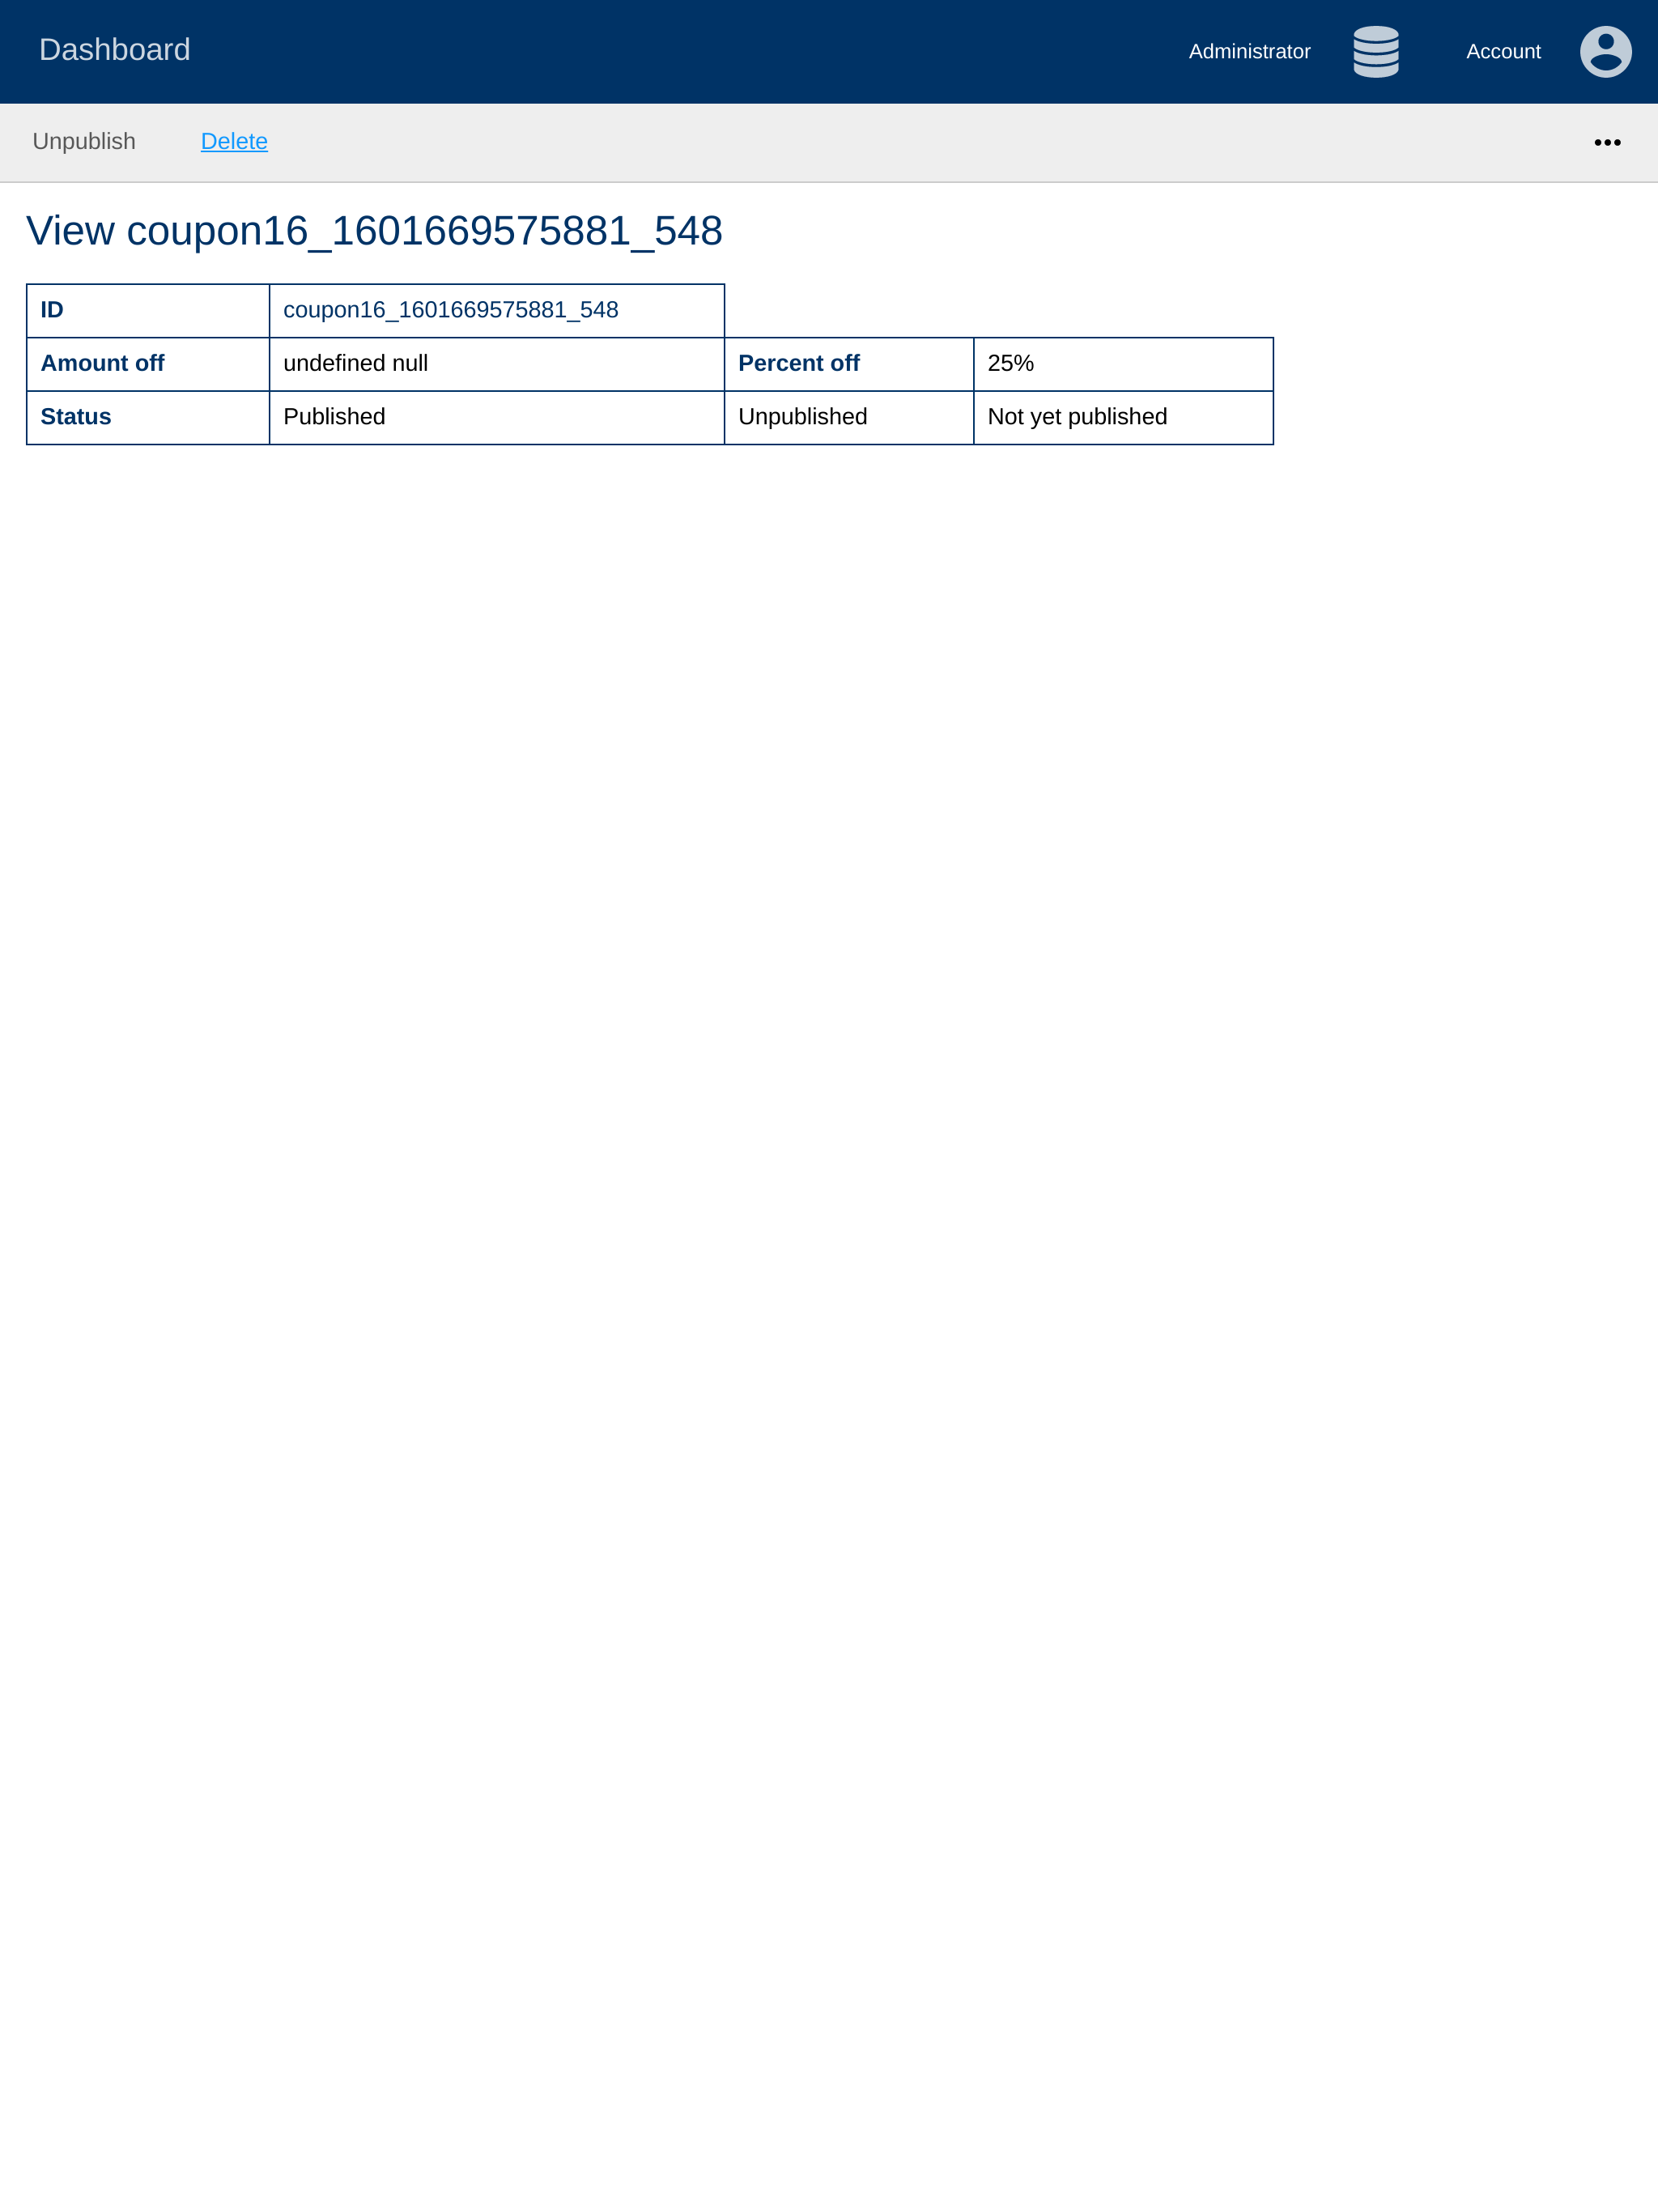 Dashboard Administrator Account
Unpublish Delete
View coupon16_1601669575881_548
ID coupon16_1601669575881_548
Amount off undefined null Percent off 25%
Status Published Unpublished Not yet published